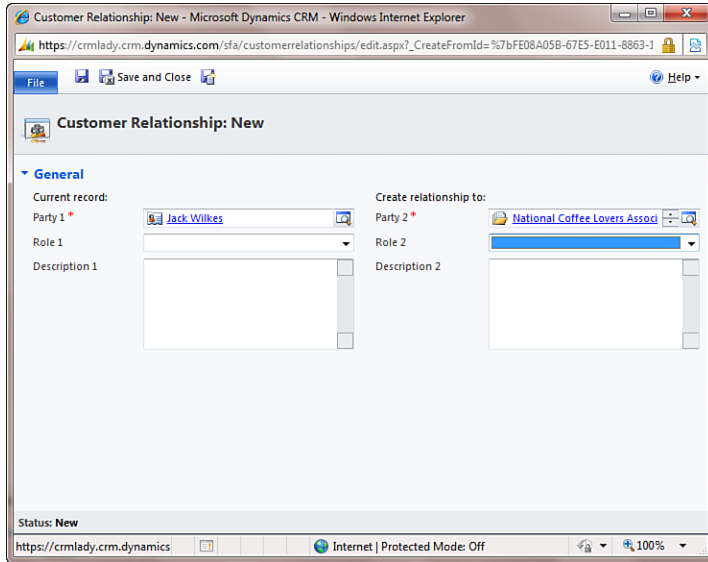 Customer Relationship: New - Microsoft Dynamics CRM - Windows Internet Explorer
https://crmlady.crm.dynamics.com/sfa/customerrelationships/edit.aspx?_CreateFromId=%7bFE08A05B-67E5-E011-8863-1
File Save and Close Help
Customer Relationship: New
General
Current record: Create relationship to:
Party 1 * Jack Wilkes Party 2 * National Coffee Lovers Associ
Role 1 Role 2
Description 1 Description 2
Status: New
https://crmlady.crm.dynamics Internet | Protected Mode: Off 100%